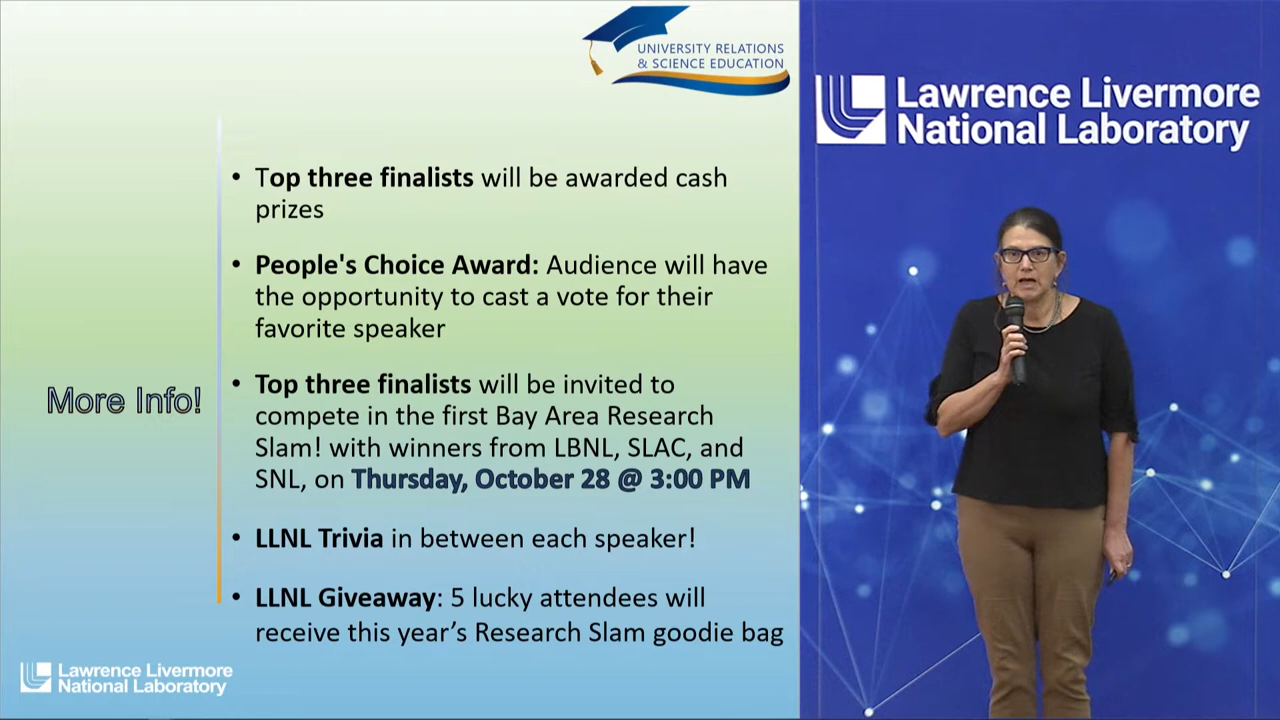 UNIVERSITY RELATIONS
& SCIENCE EDUCATION
Lawrence Livermore
National Laboratory
• Top three finalists will be awarded cash
prizes
• People's Choice Award: Audience will have
the opportunity to cast a vote for their
favorite speaker
More Info!
• Top three finalists will be invited to
compete in the first Bay Area Research
Slam! with winners from LBNL, SLAC, and
SNL, on Thursday, October 28 @ 3:00 PM
• LLNL Trivia in between each speaker!
• LLNL Giveaway: 5 lucky attendees will
receive this year’s Research Slam goodie bag
Lawrence Livermore
National Laboratory